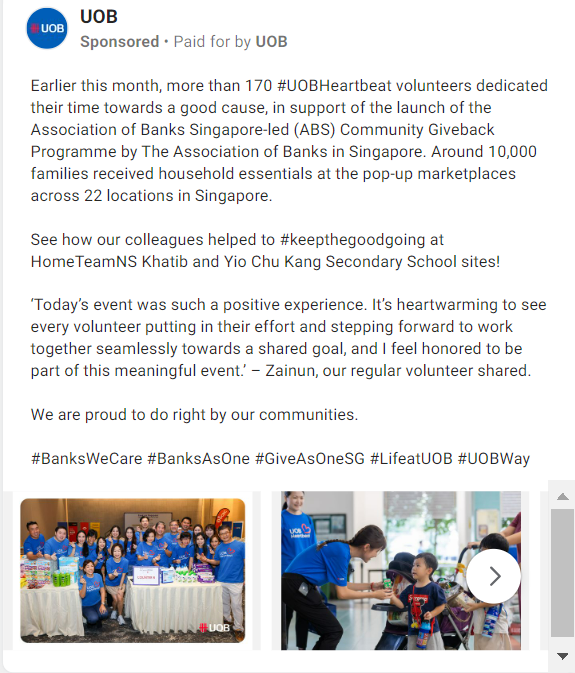 UOB
UOB
Sponsored • Paid for by UOB
Earlier this month, more than 170 #UOBHeartbeat volunteers dedicated
their time towards a good cause, in support of the launch of the
Association of Banks Singapore-led (ABS) Community Giveback
Programme by The Association of Banks in Singapore. Around 10,000
families received household essentials at the pop-up marketplaces
across 22 locations in Singapore.
See how our colleagues helped to #keepthegoodgoing at
HomeTeamNS Khatib and Yio Chu Kang Secondary School sites!
‘Today’s event was such a positive experience. It’s heartwarming to see
every volunteer putting in their effort and stepping forward to work
together seamlessly towards a shared goal, and I feel honored to be
part of this meaningful event.’ – Zainun, our regular volunteer shared.
We are proud to do right by our communities.
#BanksWeCare #BanksAsOne #GiveAsOneSG #LifeatUOB #UOBWay
UOB
UOB